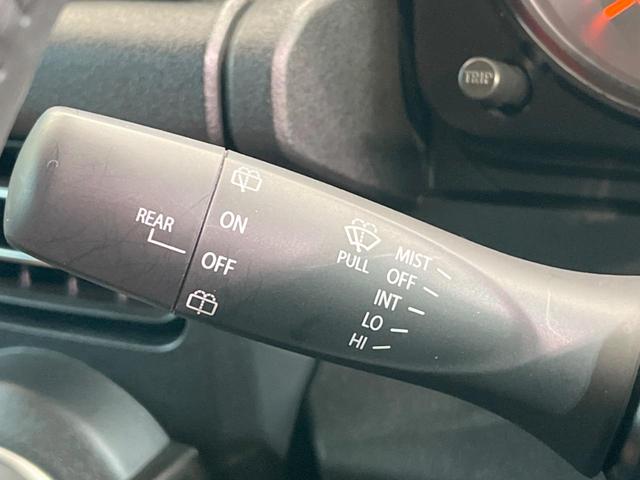 TRIP
REAR
ON
OFF
PULL
MIST
OFF
INT
LO
HI